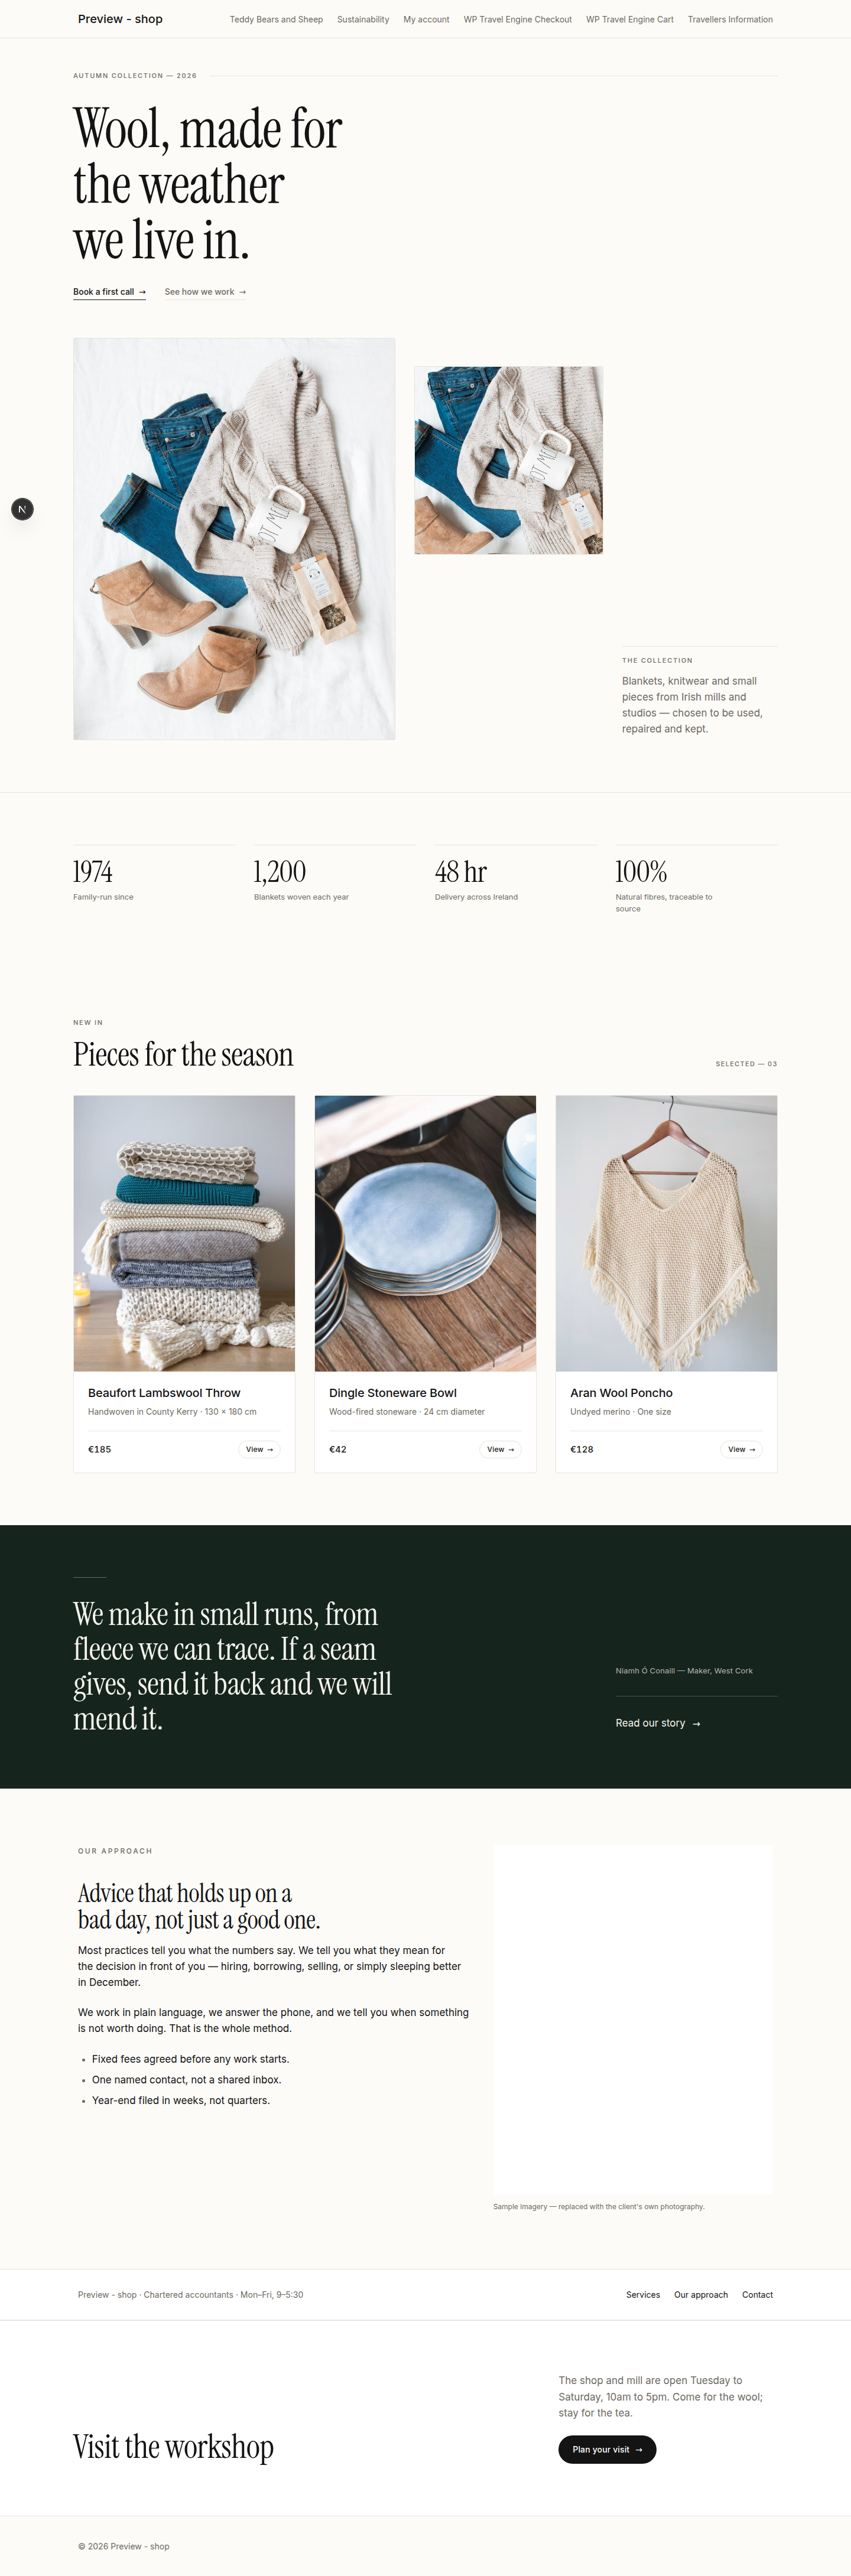 Preview - shop
Teddy Bears and Sheep
Sustainability
My account
WP Travel Engine Checkout
WP Travel Engine Cart
Travellers Information
AUTUMN COLLECTION — 2026
Wool, made for
the weather
we live in.
Book a first call →
See how we work →
N
THE COLLECTION
Blankets, knitwear and small
pieces from Irish mills and
studios — chosen to be used,
repaired and kept.
1974
Family-run since
1,200
Blankets woven each year
48 hr
Delivery across Ireland
100%
Natural fibres, traceable to
source
NEW IN
Pieces for the season
SELECTED — 03
Beaufort Lambswool Throw
Handwoven in County Kerry · 130 × 180 cm
€185
View →
Dingle Stoneware Bowl
Wood-fired stoneware · 24 cm diameter
€42
View →
Aran Wool Poncho
Undyed merino · One size
€128
View →
We make in small runs, from
fleece we can trace. If a seam
gives, send it back and we will
mend it.
Niamh Ó Conaill — Maker, West Cork
Read our story →
OUR APPROACH
Advice that holds up on a
bad day, not just a good one.
Most practices tell you what the numbers say. We tell you what they mean for
the decision in front of you — hiring, borrowing, selling, or simply sleeping better
in December.
We work in plain language, we answer the phone, and we tell you when something
is not worth doing. That is the whole method.
• Fixed fees agreed before any work starts.
• One named contact, not a shared inbox.
• Year-end filed in weeks, not quarters.
Sample imagery — replaced with the client's own photography.
Preview - shop · Chartered accountants · Mon–Fri, 9–5:30
Services
Our approach
Contact
The shop and mill are open Tuesday to
Saturday, 10am to 5pm. Come for the wool;
stay for the tea.
Visit the workshop
Plan your visit →
© 2026 Preview - shop